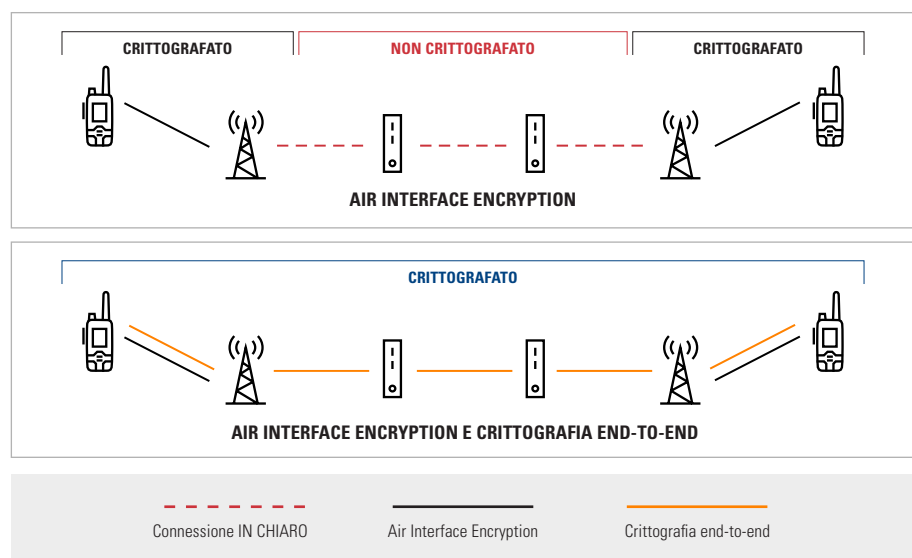 CRITTOGRAFATO
NON CRITTOGRAFATO
CRITTOGRAFATO
AIR INTERFACE ENCRYPTION
CRITTOGRAFATO
AIR INTERFACE ENCRYPTION E CRITTOGRAFIA END-TO-END
Connessione IN CHIARO
Air Interface Encryption
Crittografia end-to-end